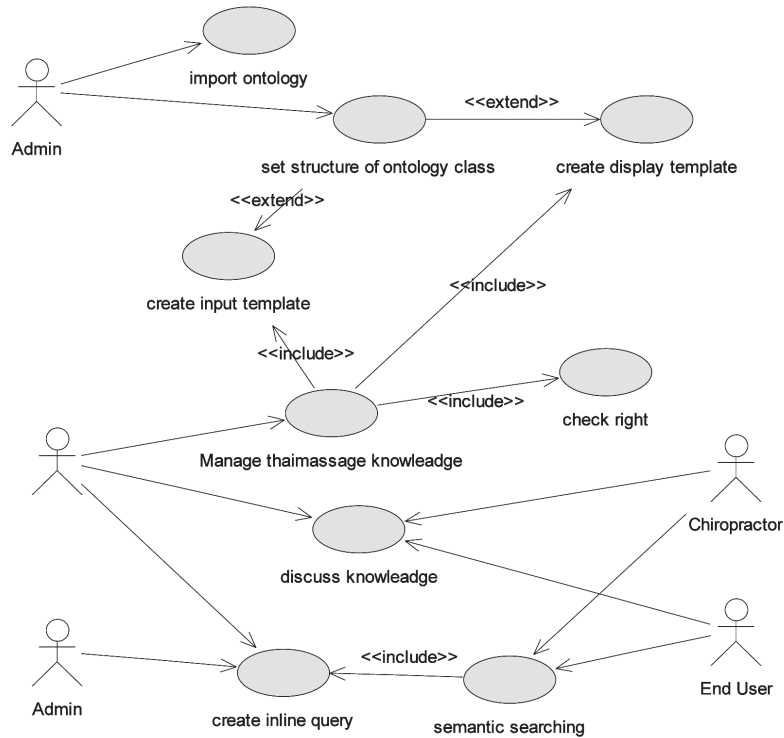 import ontology
Admin
<<extend>>
set structure of ontology class
create display template
<<extend>>
<<include>>
create input template
<<include>>
<<include>>
check right
Manage thaimassage knowleadge
Chiropractor
discuss knowleadge
<<include>>
End User
Admin
create inline query
semantic searching